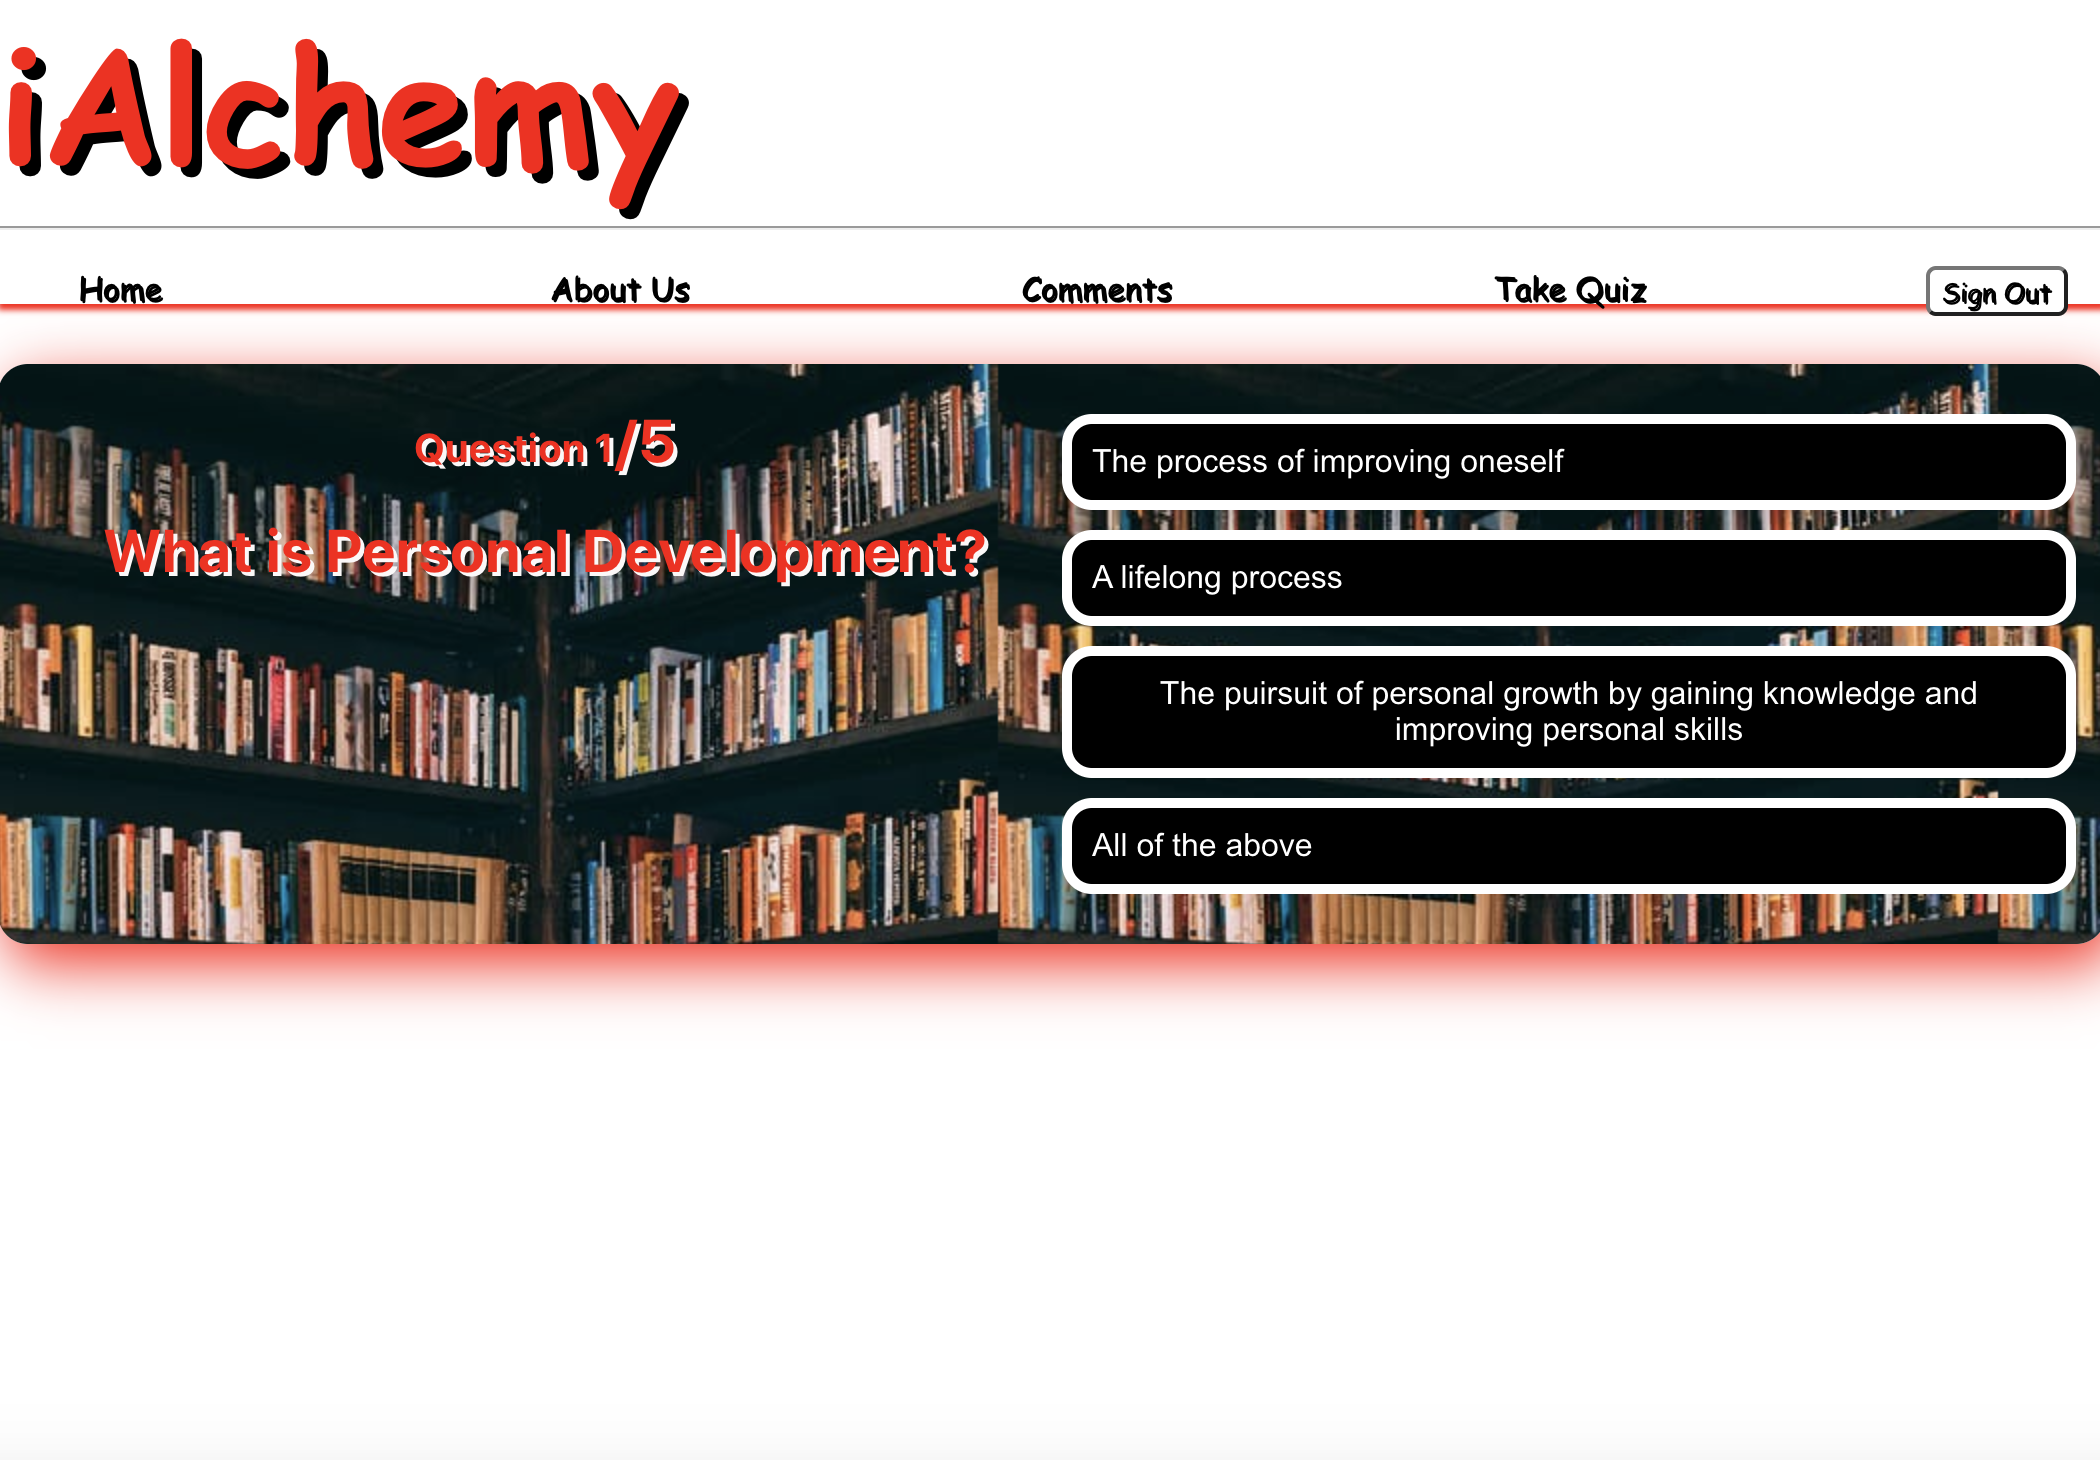 iAlchemy
Home
About Us
Comments
Take Quiz
Sign Out
Question 1/5
What is Personal Development?
The process of improving oneself
A lifelong process
The puirsuit of personal growth by gaining knowledge and
improving personal skills
All of the above